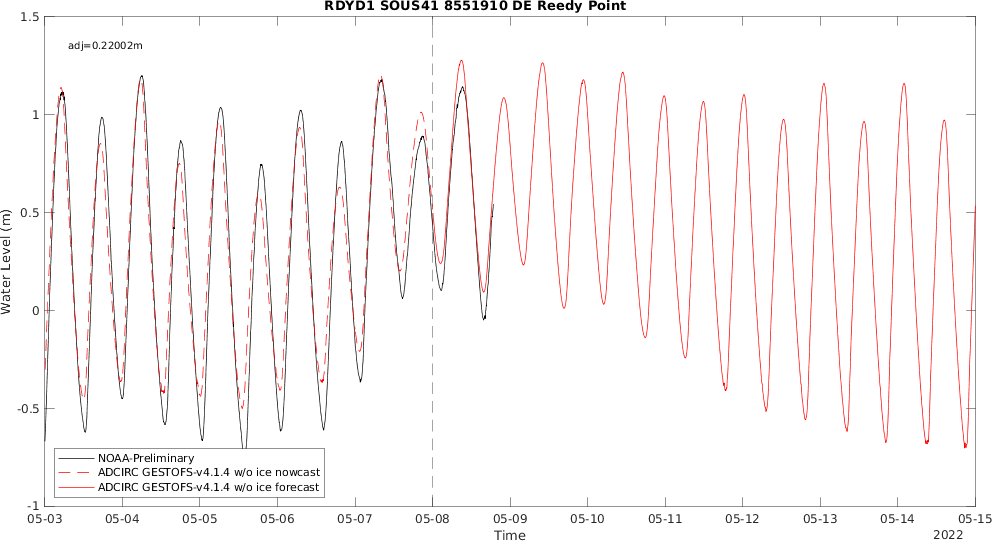 RDYD1 SOUS41 8551910 DE Reedy Point
adj=0.22002m
Water Level (m)
1.5
1
0.5
0
-0.5
-1
NOAA-Preliminary
ADCIRC GESTOFS-v4.1.4 w/o ice nowcast
ADCIRC GESTOFS-v4.1.4 w/o ice forecast
05-03 05-04 05-05 05-06 05-07 05-08 05-09 05-10 05-11 05-12 05-13 05-14 05-15
Time
2022